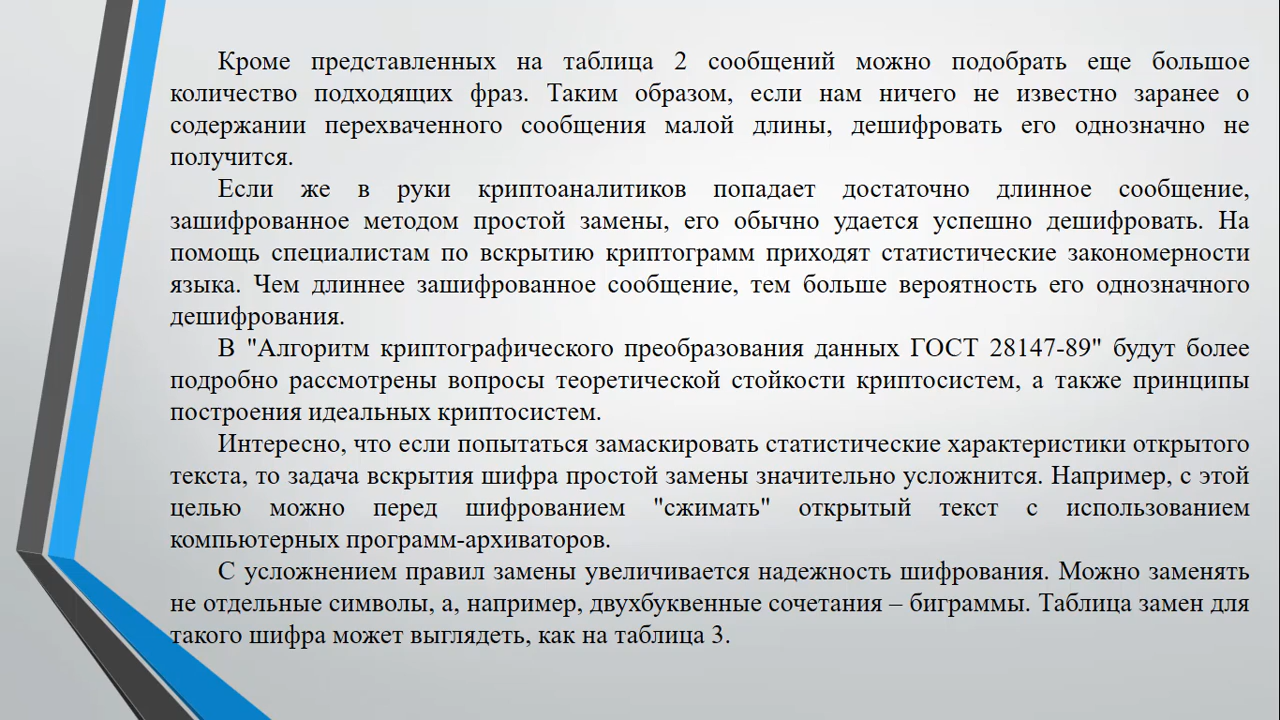 Кроме представленных на таблица 2 сообщений можно подобрать еще большое
количество подходящих фраз. Таким образом, если нам ничего не известно заранее о
содержании перехваченного сообщения малой длины, дешифровать его однозначно не
получится.
Если же в руки криптоаналитиков попадает достаточно длинное сообщение,
зашифрованное методом простой замены, его обычно удается успешно дешифровать. На
помощь специалистам по вскрытию криптограмм приходят статистические закономерности
языка. Чем длиннее зашифрованное сообщение, тем больше вероятность его однозначного
дешифрования.
В "Алгоритм криптографического преобразования данных ГОСТ 28147-89" будут более
подробно рассмотрены вопросы теоретической стойкости криптосистем, а также принципы
построения идеальных криптосистем.
Интересно, что если попытаться замаскировать статистические характеристики открытого
текста, то задача вскрытия шифра простой замены значительно усложнится. Например, с этой
целью можно перед шифрованием "сжимать" открытый текст с использованием
компьютерных программ-архиваторов.
С усложнением правил замены увеличивается надежность шифрования. Можно заменять
не отдельные символы, а, например, двухбуквенные сочетания – биграммы. Таблица замен для
такого шифра может выглядеть, как на таблица 3.